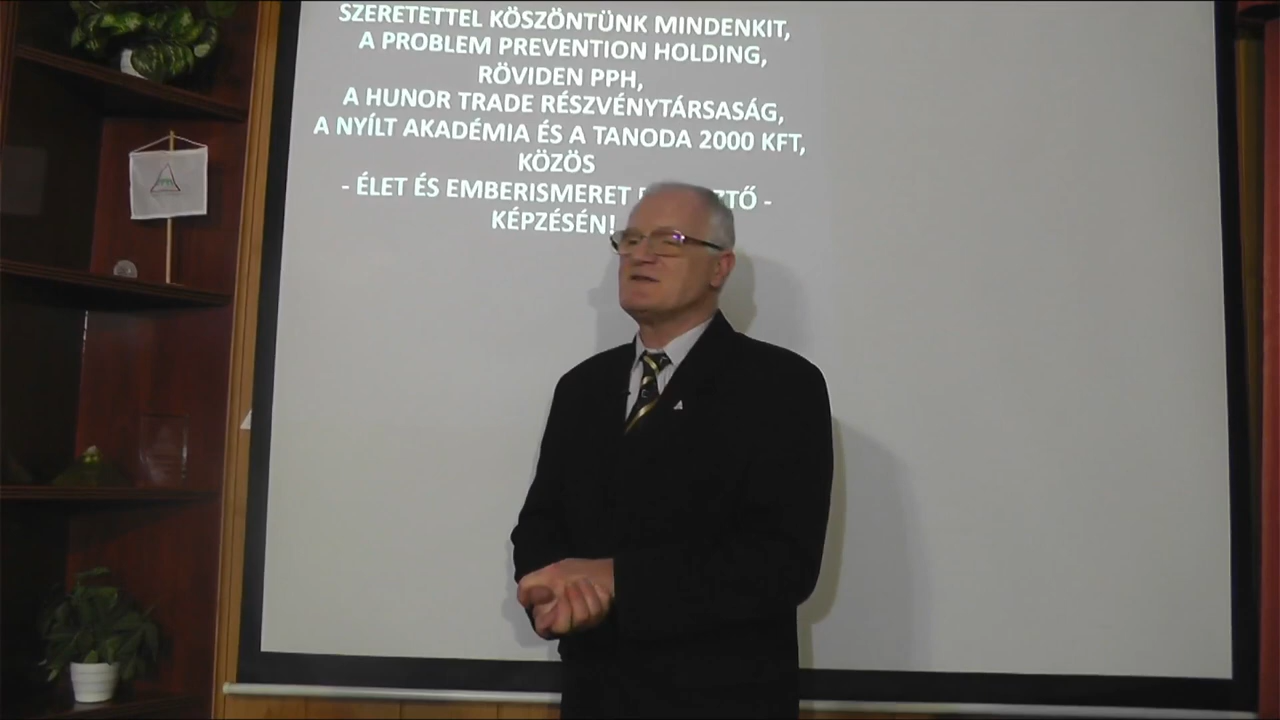 SZERETETTEL KÖSZÖNTÜNK MINDENKIT,
A PROBLEM PREVENTION HOLDING,
RÖVIDEN PPH,
A HUNOR TRADE RÉSZVÉNYTÁRSASÁG,
A NYÍLT AKADÉMIA ÉS A TANODA 2000 KFT,
KÖZÖS
- ÉLET ÉS EMBERISMERET -
KÉPZÉSÉN!